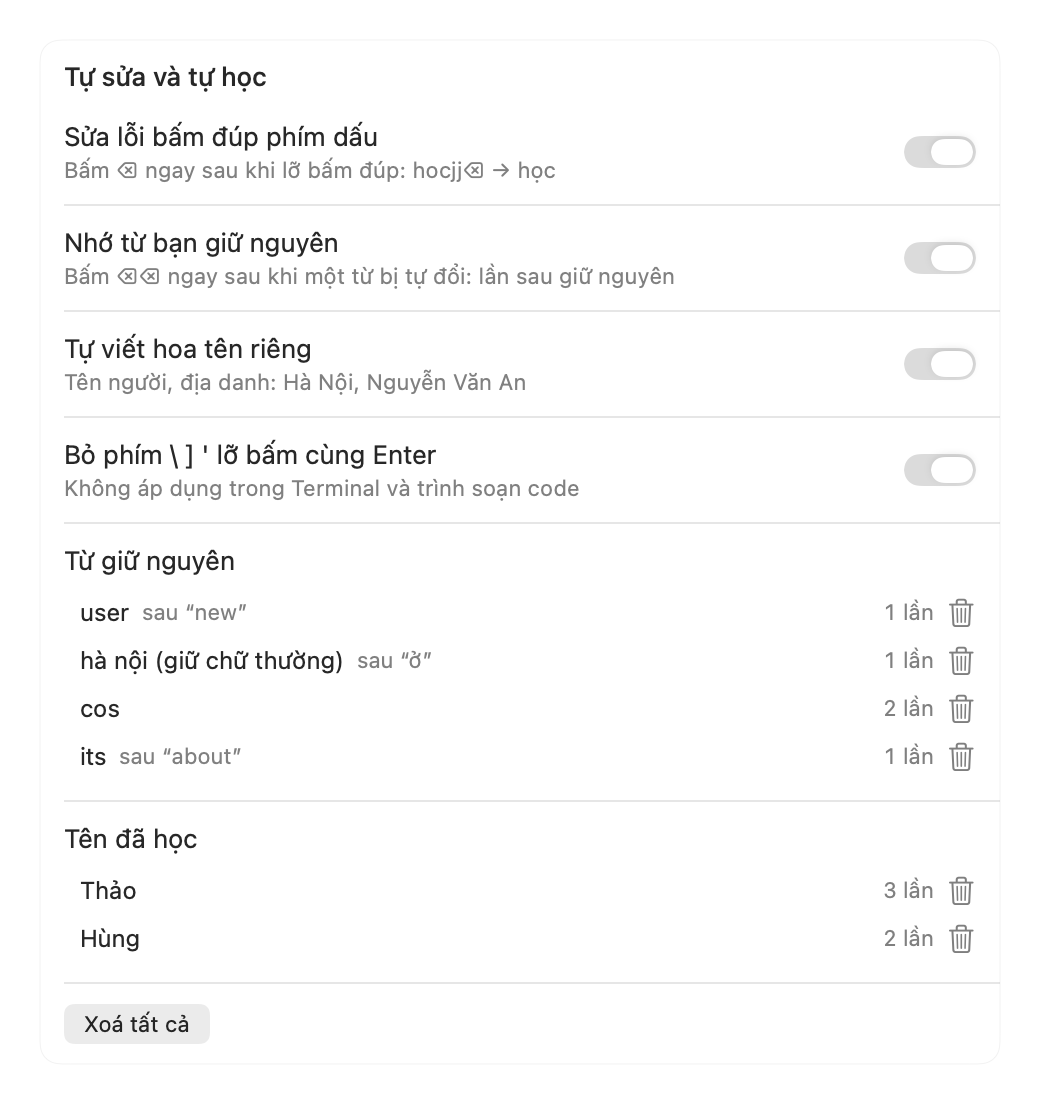 Tự sửa và tự học
Sửa lỗi bấm đúp phím dấu
Bấm ⌫ ngay sau khi lỡ bấm đúp: hocjj⌫ → học
Nhớ từ bạn giữ nguyên
Bấm ⌫⌫ ngay sau khi một từ bị tự đổi: lần sau giữ nguyên
Tự viết hoa tên riêng
Tên người, địa danh: Hà Nội, Nguyễn Văn An
Bỏ phím \ ] ' lỡ bấm cùng Enter
Không áp dụng trong Terminal và trình soạn code
Từ giữ nguyên
user sau “new” 1 lần
hà nội (giữ chữ thường) sau “ở” 1 lần
cos 2 lần
its sau “about” 1 lần
Tên đã học
Thảo 3 lần
Hùng 2 lần
Xoá tất cả